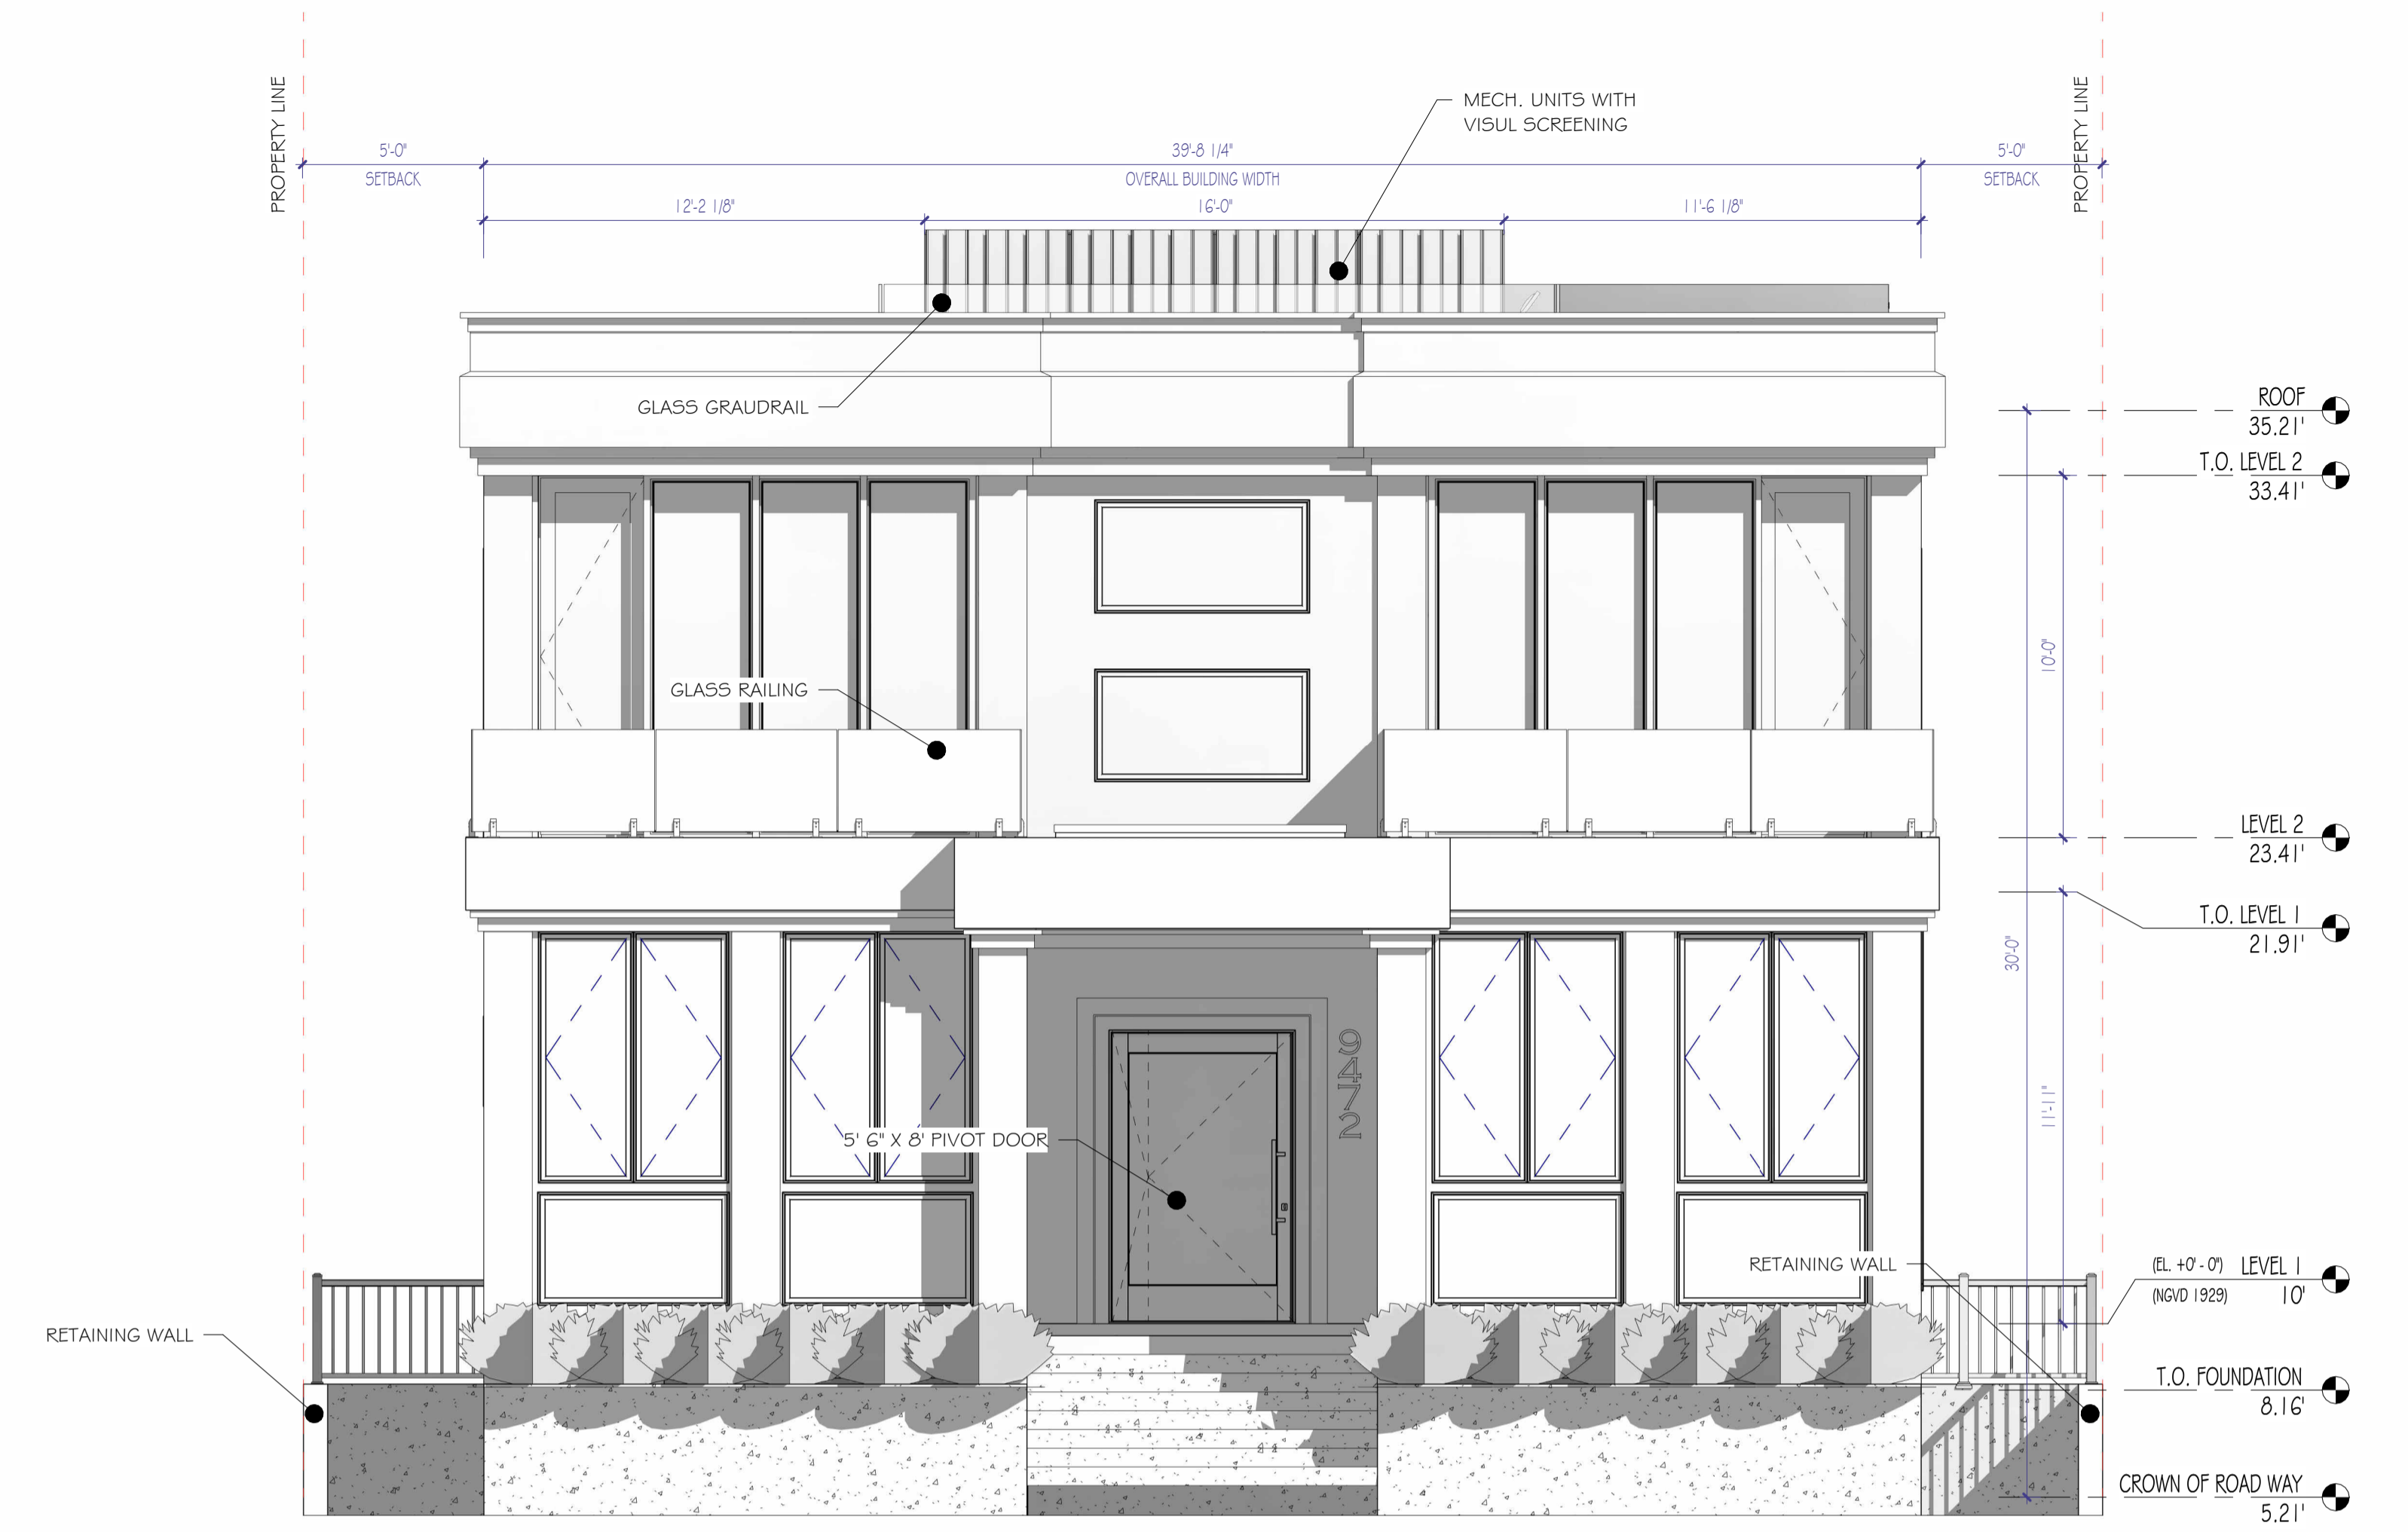 PROPERTY LINE
PROPERTY LINE
MECH. UNITS WITH
VISUL SCREENING
5'-0"
SETBACK
39'-8 1/4"
OVERALL BUILDING WIDTH
5'-0"
SETBACK
12'-2 1/8"
16'-0"
11'-6 1/8"
GLASS GRAUDRAIL
ROOF
35.21'
T.O. LEVEL 2
33.41'
10'-0"
GLASS RAILING
LEVEL 2
23.41'
T.O. LEVEL 1
21.91'
30'-0"
9472
11'-11"
5' 6" X 8' PIVOT DOOR
RETAINING WALL
(EL. +0' - 0") LEVEL 1
(NGVD 1929) 10'
RETAINING WALL
T.O. FOUNDATION
8.16'
CROWN OF ROAD WAY
5.21'